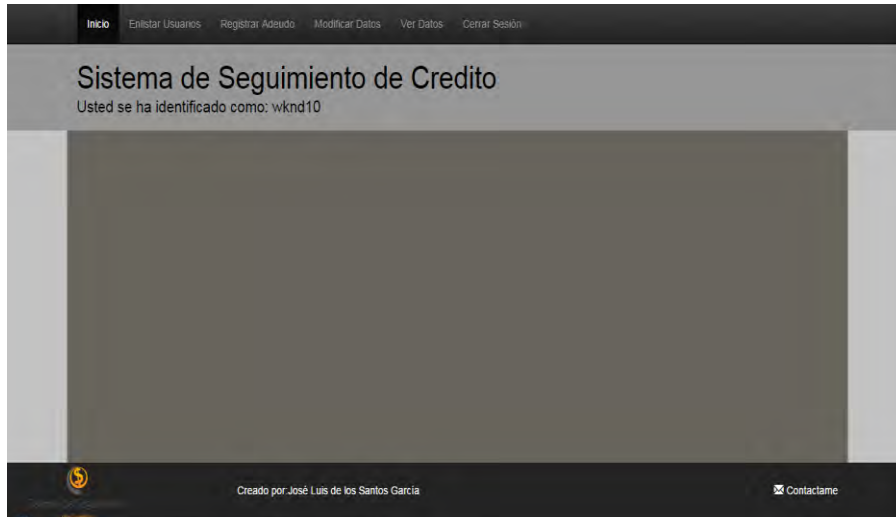 Inicio Enlistar Usuarios Registrar Adeudo Modificar Datos Ver Datos Cerrar Sesión
Sistema de Seguimiento de Credito
Usted se ha identificado como: wknd10
Creado por:José Luis de los Santos García
Contactame